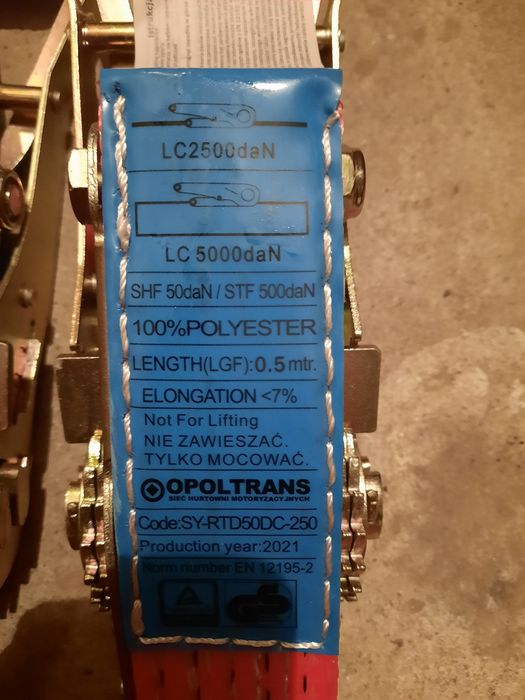 LC2500daN
LC 5000daN
SHF 50daN / STF 500daN
100%POLYESTER
LENGTH(LGF):0.5 mtr.
ELONGATION <7%
Not For Lifting
NIE ZAWIESZAĆ.
TYLKO MOCOWAĆ.
OPOLTRANS
SIEĆ HURTOWNI MOTORYZACYJNYCH
Code:SY-RTD50DC-250
Production year:2021
Norm number EN 12195-2